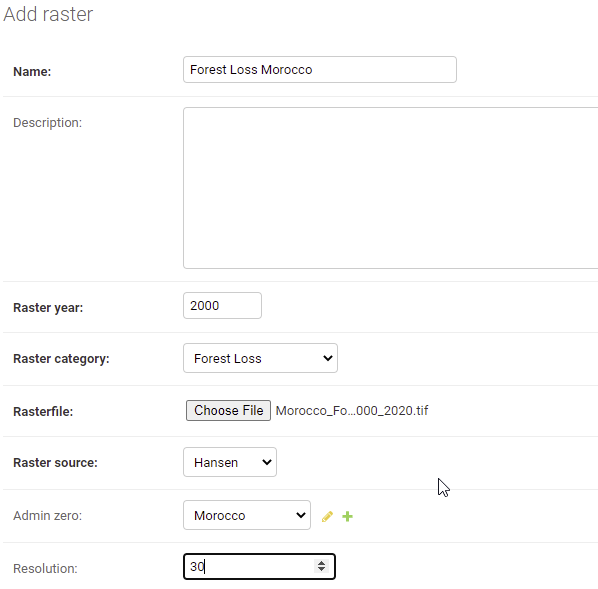 Add raster
Name: Forest Loss Morocco
Description:
Raster year: 2000
Raster category: Forest Loss
Rasterfile: Choose File Morocco_Fo...000_2020.tif
Raster source: Hansen
Admin zero: Morocco
Resolution: 30